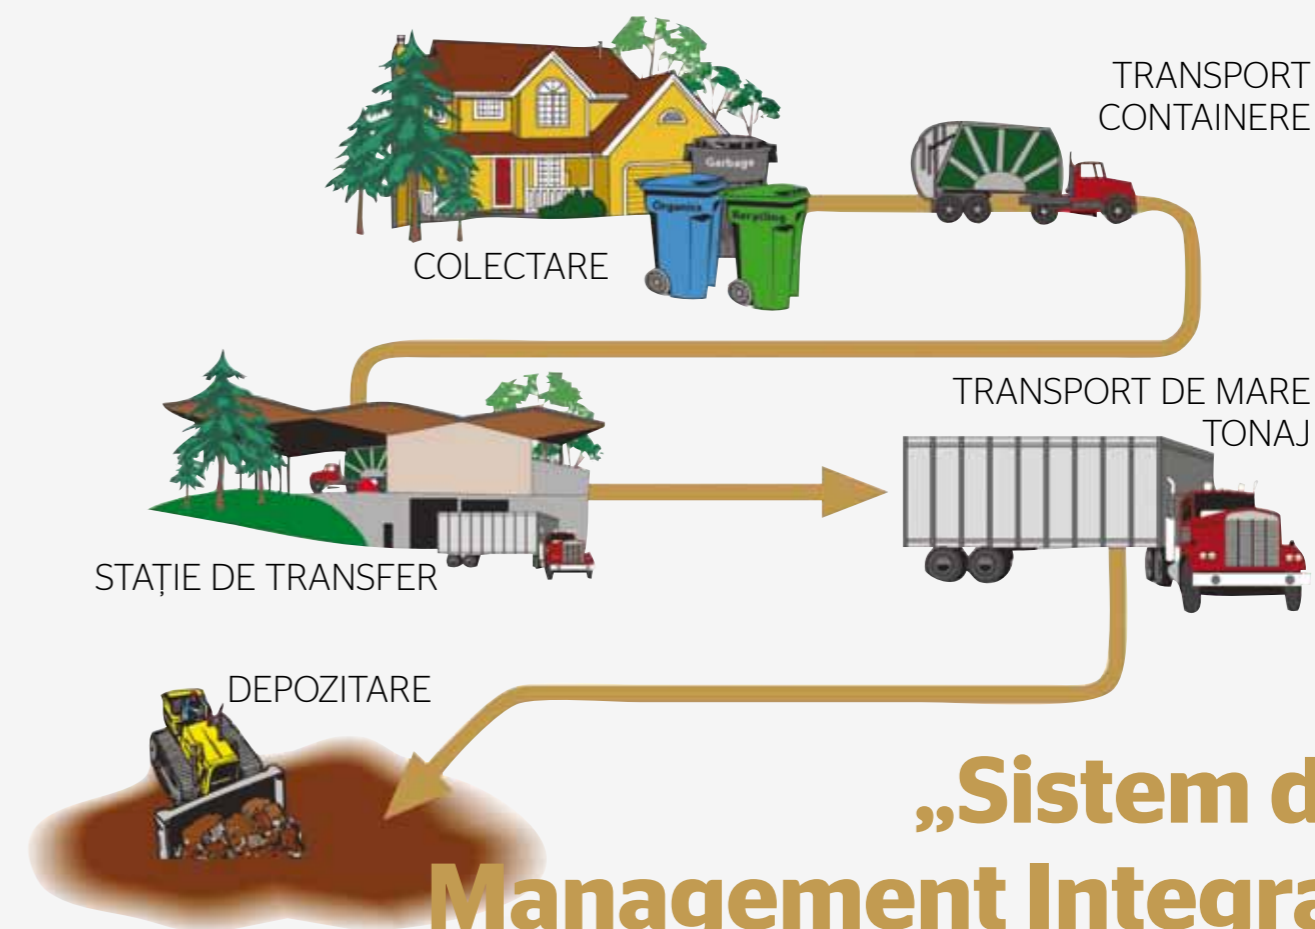 TRANSPORT
CONTAINERE
Garbage
Organics
Recycling
COLECTARE
TRANSPORT DE MARE
TONAJ
STAȚIE DE TRANSFER
DEPOZITARE
„Sistem d
Management Integra